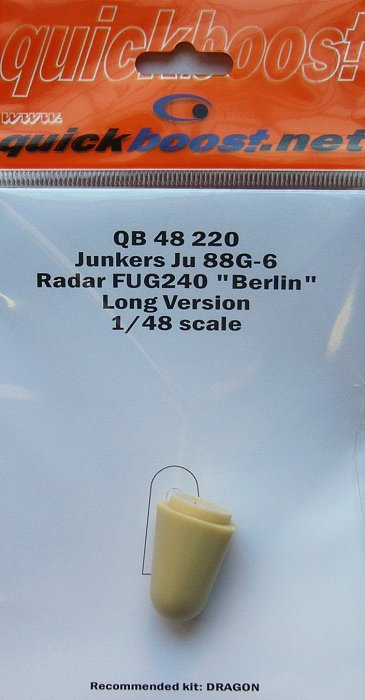 quickboost
www.
quickboost.net
QB 48 220
Junkers Ju 88G-6
Radar FUG240 "Berlin"
Long Version
1/48 scale
Recommended kit: DRAGON